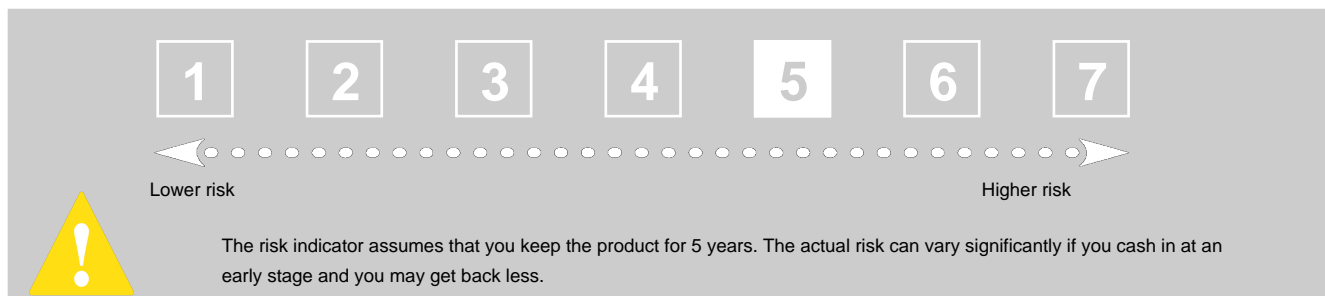 1 2 3 4 5 6 7
Lower risk Higher risk
! The risk indicator assumes that you keep the product for 5 years. The actual risk can vary significantly if you cash in at an
early stage and you may get back less.